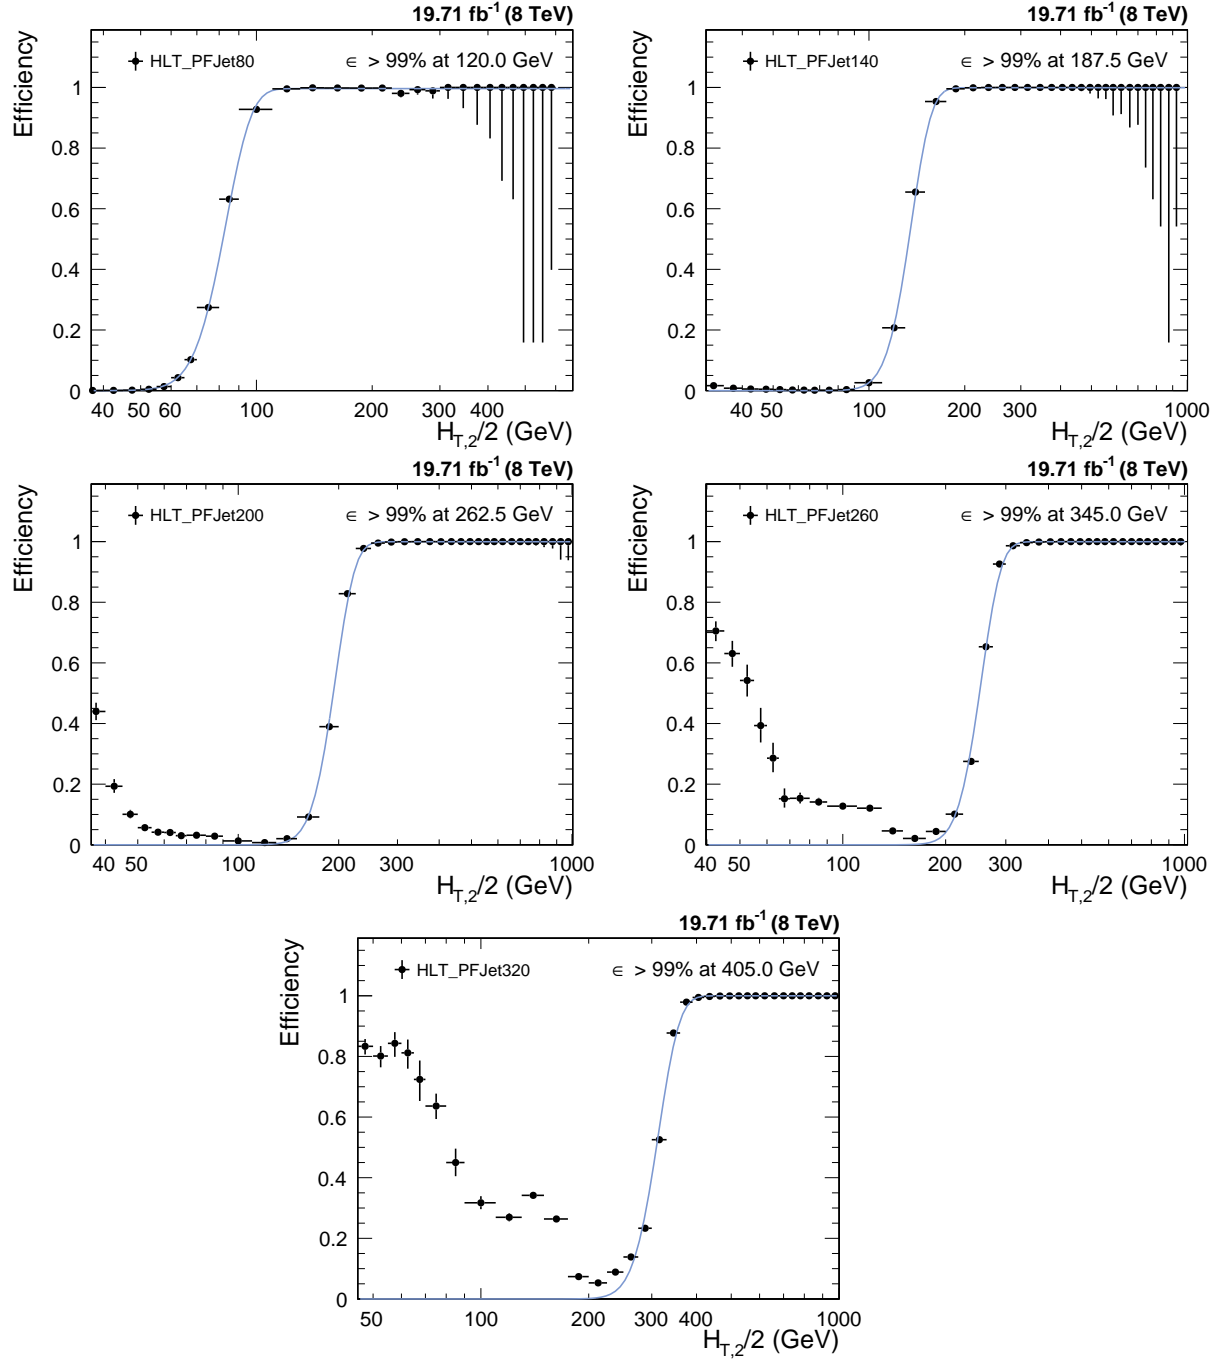 19.71 fb-1 (8 TeV)
Efficiency
HLT_PFJet80
∈ > 99% at 120.0 GeV
1
0.8
0.6
0.4
0.2
0
40 50 60 100 200 300 400
H_T,2/2 (GeV)
19.71 fb-1 (8 TeV)
Efficiency
HLT_PFJet140
∈ > 99% at 187.5 GeV
1
0.8
0.6
0.4
0.2
0
40 50 100 200 300 1000
H_T,2/2 (GeV)
19.71 fb-1 (8 TeV)
Efficiency
HLT_PFJet200
∈ > 99% at 262.5 GeV
1
0.8
0.6
0.4
0.2
0
40 50 100 200 300 1000
H_T,2/2 (GeV)
19.71 fb-1 (8 TeV)
Efficiency
HLT_PFJet260
∈ > 99% at 345.0 GeV
1
0.8
0.6
0.4
0.2
0
40 50 100 200 300 1000
H_T,2/2 (GeV)
19.71 fb-1 (8 TeV)
Efficiency
HLT_PFJet320
∈ > 99% at 405.0 GeV
1
0.8
0.6
0.4
0.2
0
50 100 200 300 400 1000
H_T,2/2 (GeV)